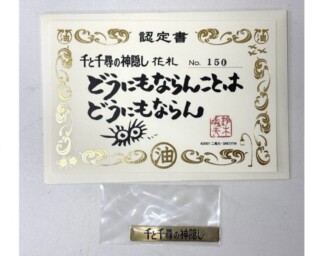 認定書
油
油
千と千尋の神隠し 花札 No. 150
どうにもならんことは
どうにもならん
油
千と千尋の神隠し